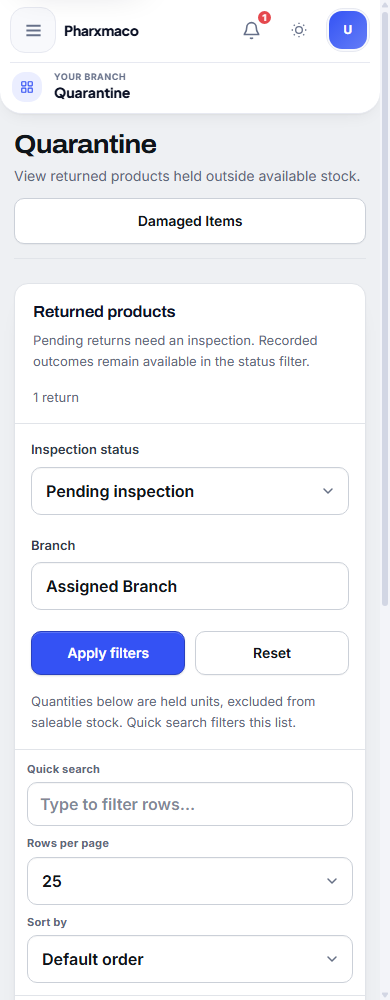 Pharxmaco
1
U
YOUR BRANCH
Quarantine
Quarantine
View returned products held outside available stock.
Damaged Items
Returned products
Pending returns need an inspection. Recorded
outcomes remain available in the status filter.
1 return
Inspection status
Pending inspection
Branch
Assigned Branch
Apply filters
Reset
Quantities below are held units, excluded from
saleable stock. Quick search filters this list.
Quick search
Type to filter rows...
Rows per page
25
Sort by
Default order